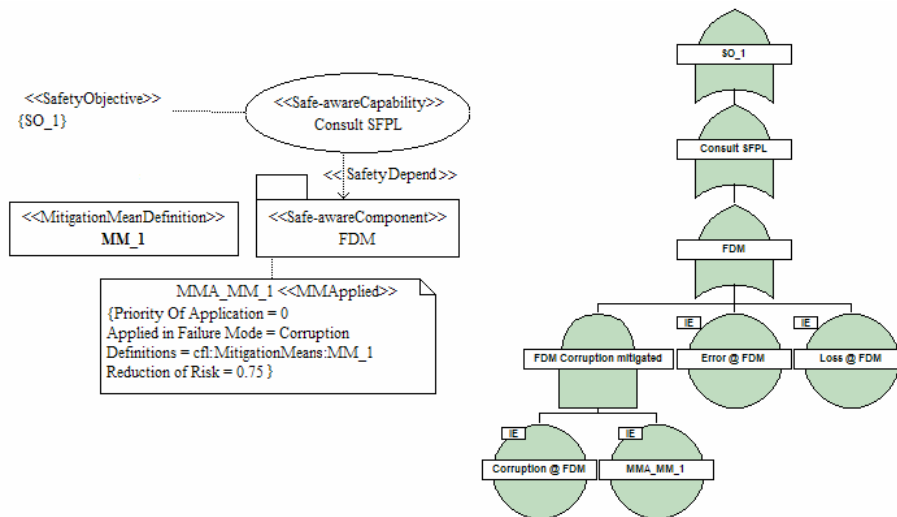 <<SafetyObjective>>
{SO_1}
<<Safe-awareCapability>>
Consult SFPL
<< SafetyDepend>>
<<MitigationMeanDefinition>>
MM_1
<<Safe-awareComponent>>
FDM
MMA_MM_1 <<MMApplied>>
{Priority Of Application = 0
Applied in Failure Mode = Corruption
Definitions = cfl:MitigationMeans:MM_1
Reduction of Risk = 0.75 }
SO_1
Consult SFPL
FDM
FDM Corruption mitigated
IE
Error @ FDM
IE
Loss @ FDM
IE
Corruption @ FDM
IE
MMA_MM_1